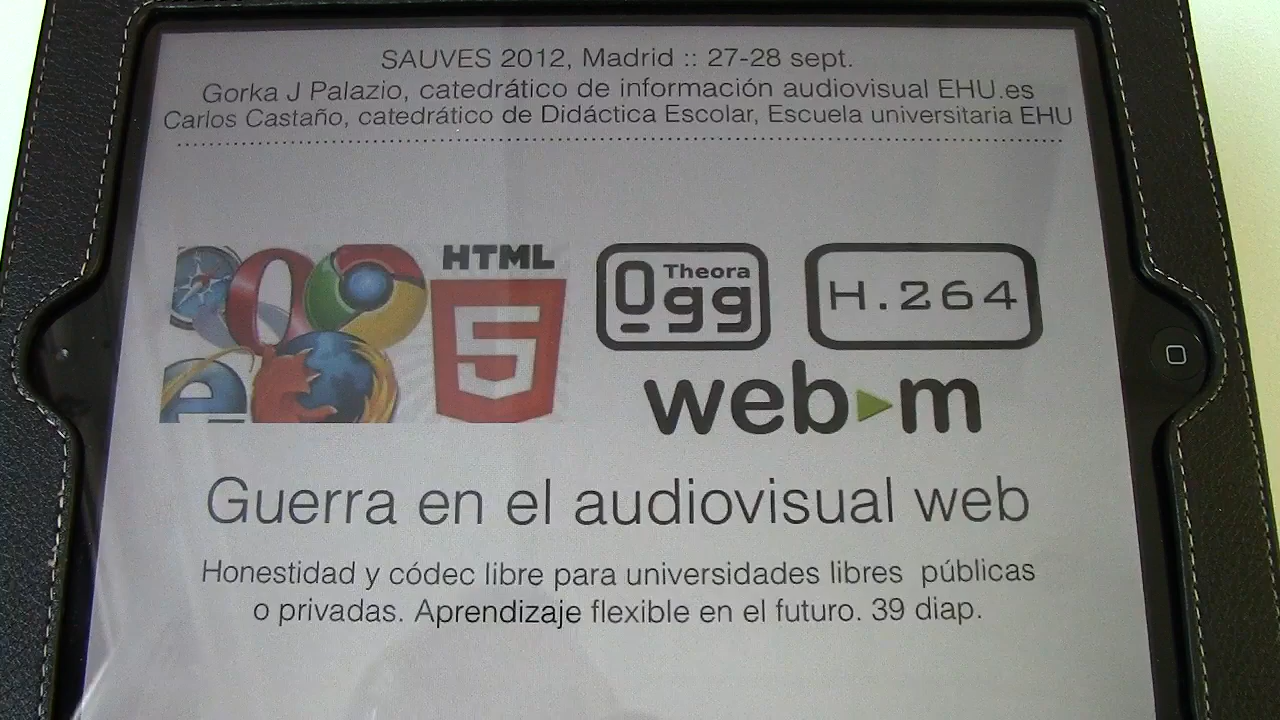 SAUVES 2012, Madrid :: 27-28 sept.
Gorka J Palazio, catedrático de información audiovisual EHU.es
Carlos Castaño, catedrático de Didáctica Escolar, Escuela universitaria EHU
HTML
5
Theora
Ogg
H.264
e
webm
Guerra en el audiovisual web
Honestidad y códec libre para universidades libres públicas
o privadas. Aprendizaje flexible en el futuro. 39 diap.